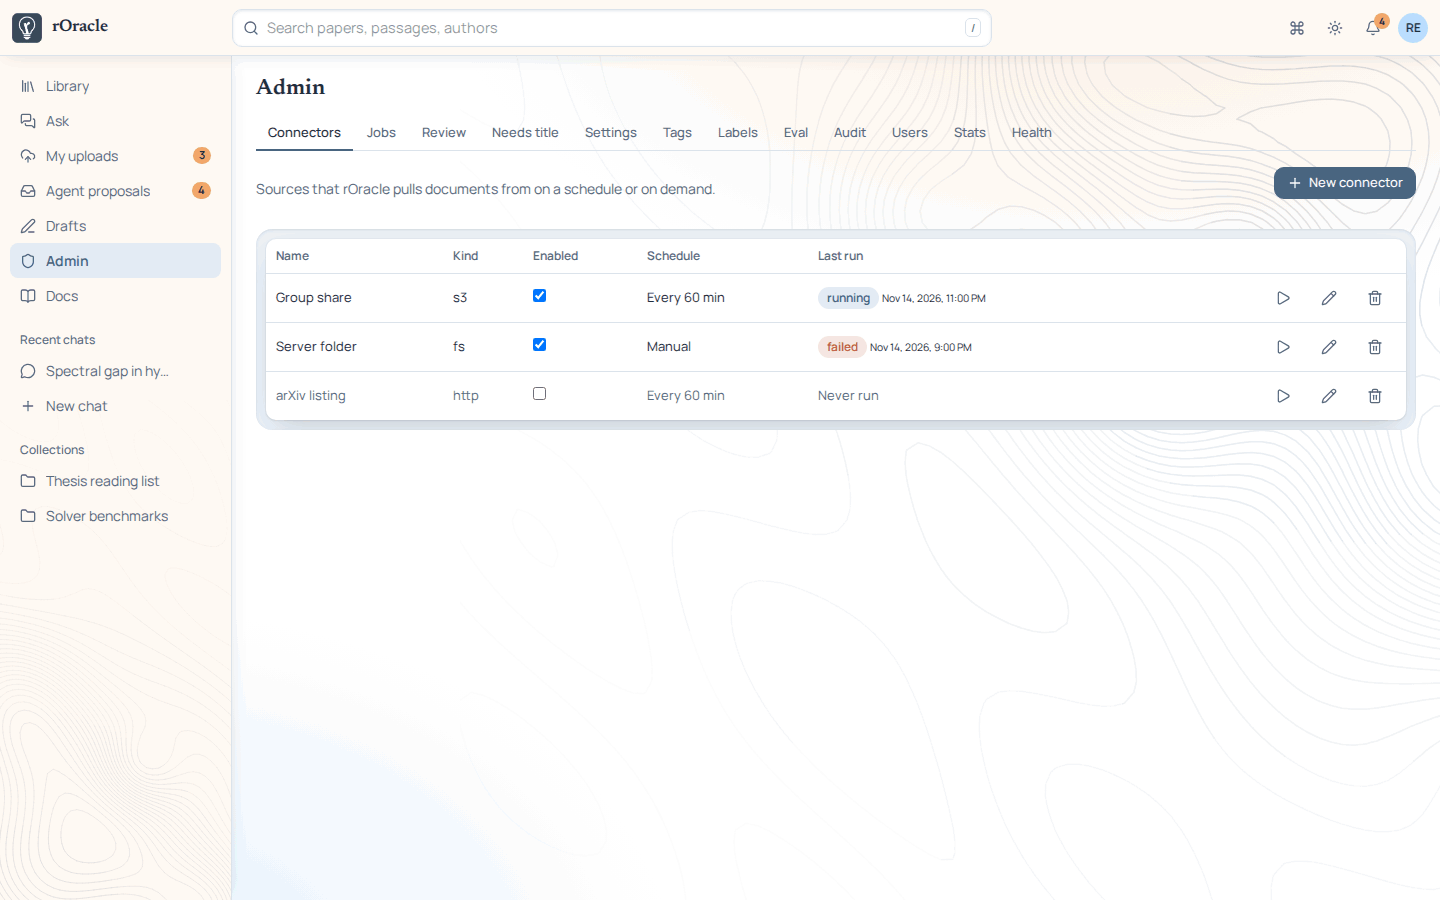 rOracle
Search papers, passages, authors /
4
RE
Library
Ask
My uploads 3
Agent proposals 4
Drafts
Admin
Docs
Recent chats
Spectral gap in hy...
New chat
Collections
Thesis reading list
Solver benchmarks
Admin
Connectors Jobs Review Needs title Settings Tags Labels Eval Audit Users Stats Health
Sources that rOracle pulls documents from on a schedule or on demand.
New connector
Name Kind Enabled Schedule Last run
Group share s3 Every 60 min running Nov 14, 2026, 11:00 PM
Server folder fs Manual failed Nov 14, 2026, 9:00 PM
arXiv listing http Every 60 min Never run